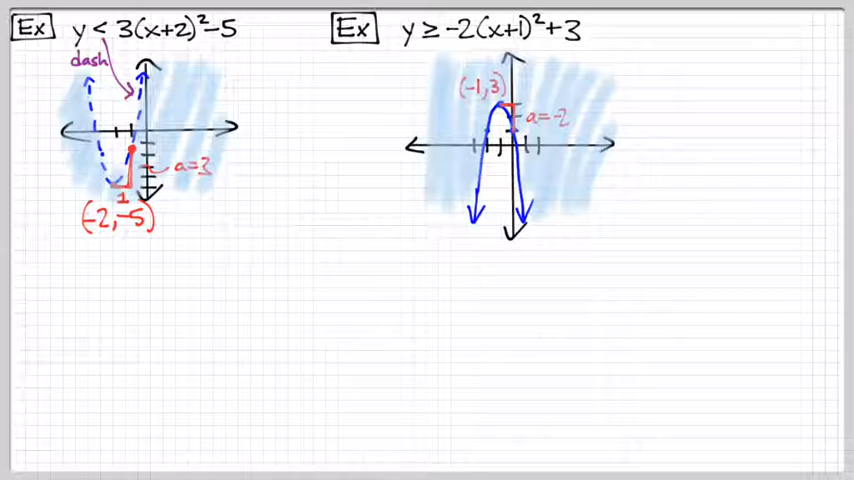 Ex y < 3(x+2)²-5
dash
a=3
1
(-2,-5)
Ex y ≥ -2(x+1)²+3
(-1,3)
a=-2